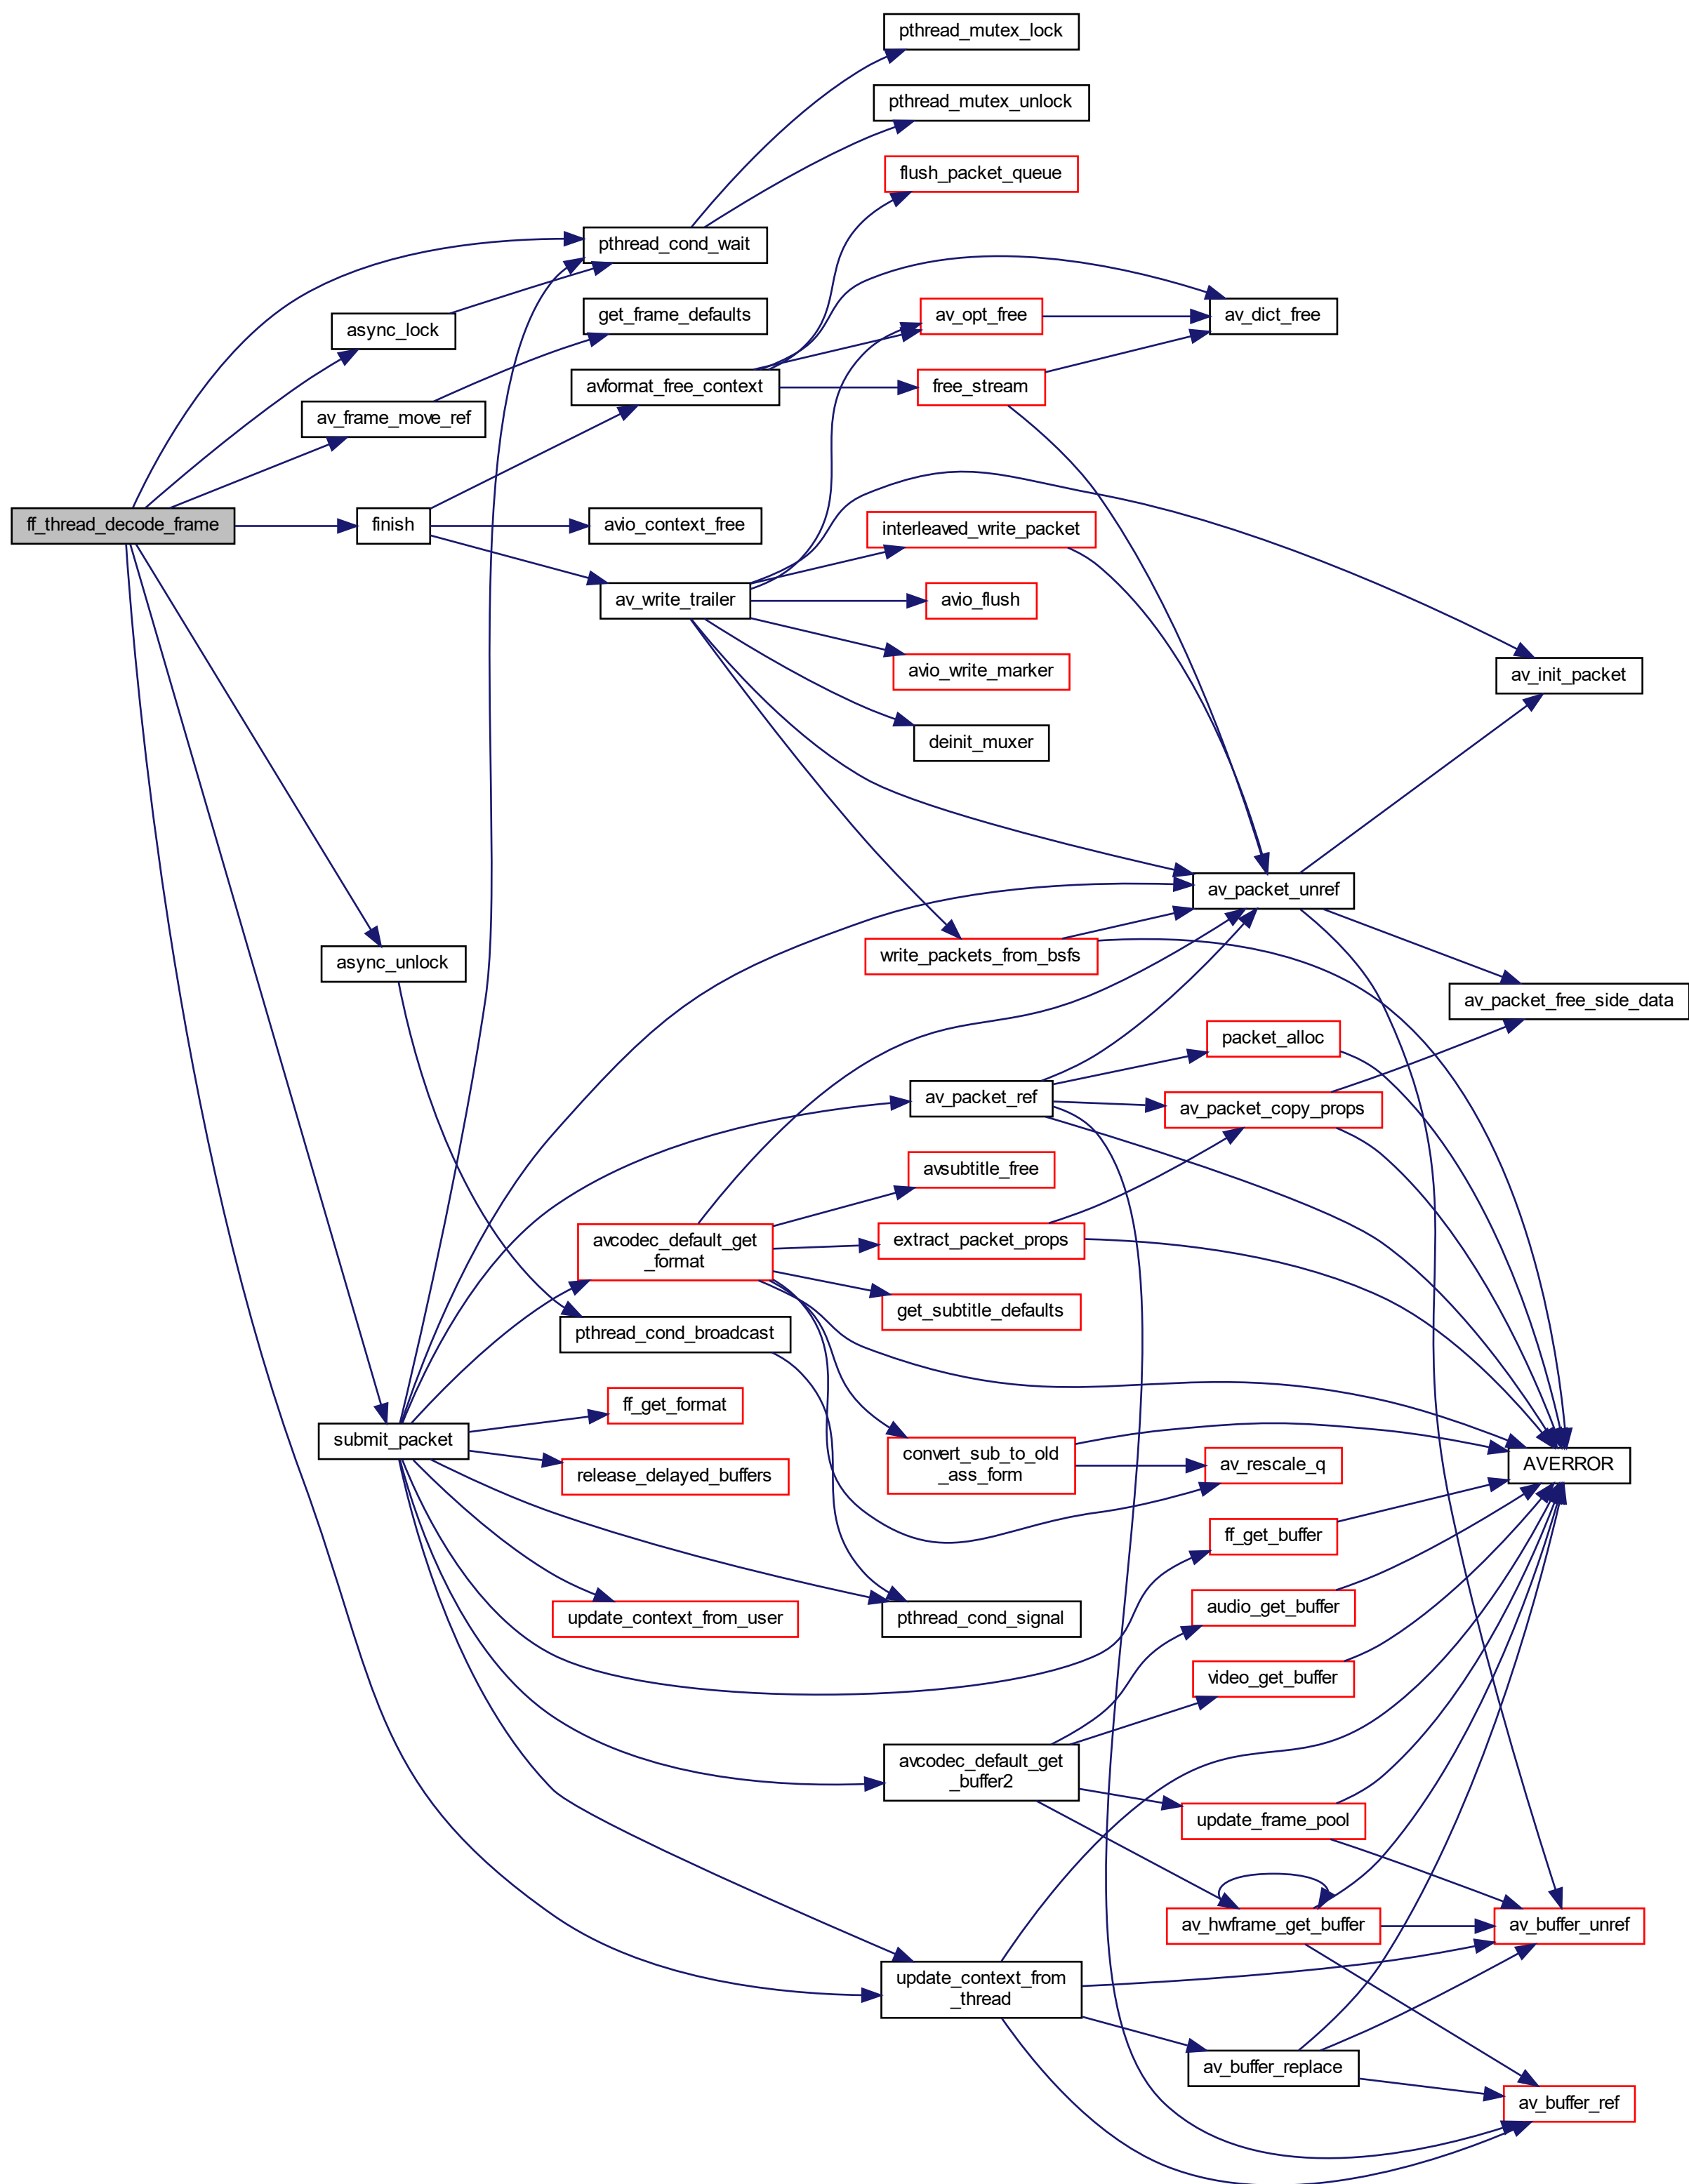 pthread_mutex_lock
pthread_mutex_unlock
flush_packet_queue
pthread_cond_wait
get_frame_defaults
av_opt_free
av_dict_free
async_lock
avformat_free_context
free_stream
av_frame_move_ref
ff_thread_decode_frame
finish
avio_context_free
interleaved_write_packet
av_write_trailer
avio_flush
avio_write_marker
av_init_packet
deinit_muxer
av_packet_unref
async_unlock
write_packets_from_bsfs
av_packet_free_side_data
packet_alloc
av_packet_ref
av_packet_copy_props
avsubtitle_free
avcodec_default_get
_format
extract_packet_props
get_subtitle_defaults
pthread_cond_broadcast
ff_get_format
submit_packet
release_delayed_buffers
convert_sub_to_old
_ass_form
av_rescale_q
AVERROR
ff_get_buffer
update_context_from_user
pthread_cond_signal
audio_get_buffer
video_get_buffer
avcodec_default_get
_buffer2
update_frame_pool
av_hwframe_get_buffer
av_buffer_unref
update_context_from
_thread
av_buffer_replace
av_buffer_ref